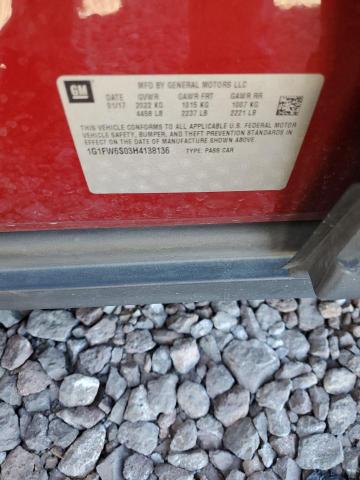 GM
MFD BY GENERAL MOTORS LLC
DATE GVWR GAWR FRT GAWR RR
01/17 2022 KG 1015 KG 1007 KG
4458 LB 2237 LB 2221 LB
THIS VEHICLE CONFORMS TO ALL APPLICABLE U.S. FEDERAL MOTOR
VEHICLE SAFETY, BUMPER, AND THEFT PREVENTION STANDARDS IN
EFFECT ON THE DATE OF MANUFACTURE SHOWN ABOVE.
1G1FW6S03H4138136 TYPE: PASS CAR